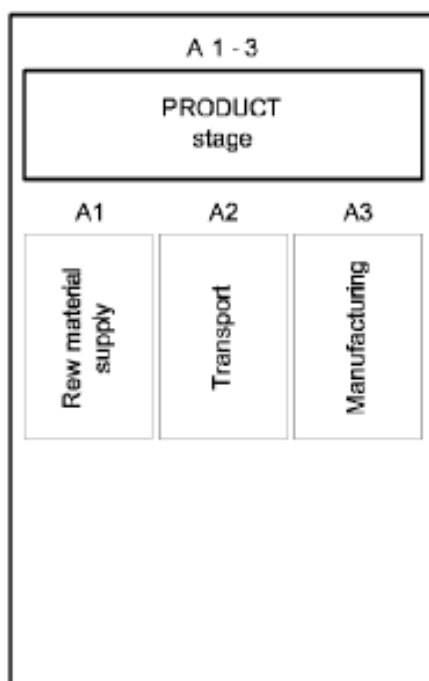 A 1 - 3
PRODUCT
stage
A1
A2
A3
Rew material
supply
Transport
Manufacturing